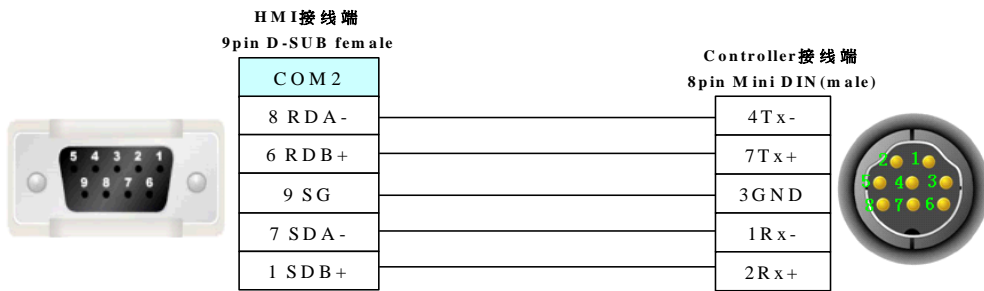 HMI接线端
9pin D-SUB female
Controller接线端
8pin Mini DIN(male)
COM2
8 RDA-
4Tx-
6 RDB+
7Tx+
9 SG
3GND
7 SDA-
1Rx-
1 SDB+
2Rx+
5 4 3 2 1
9 8 7 6
2 1
5 4 3
8 7 6